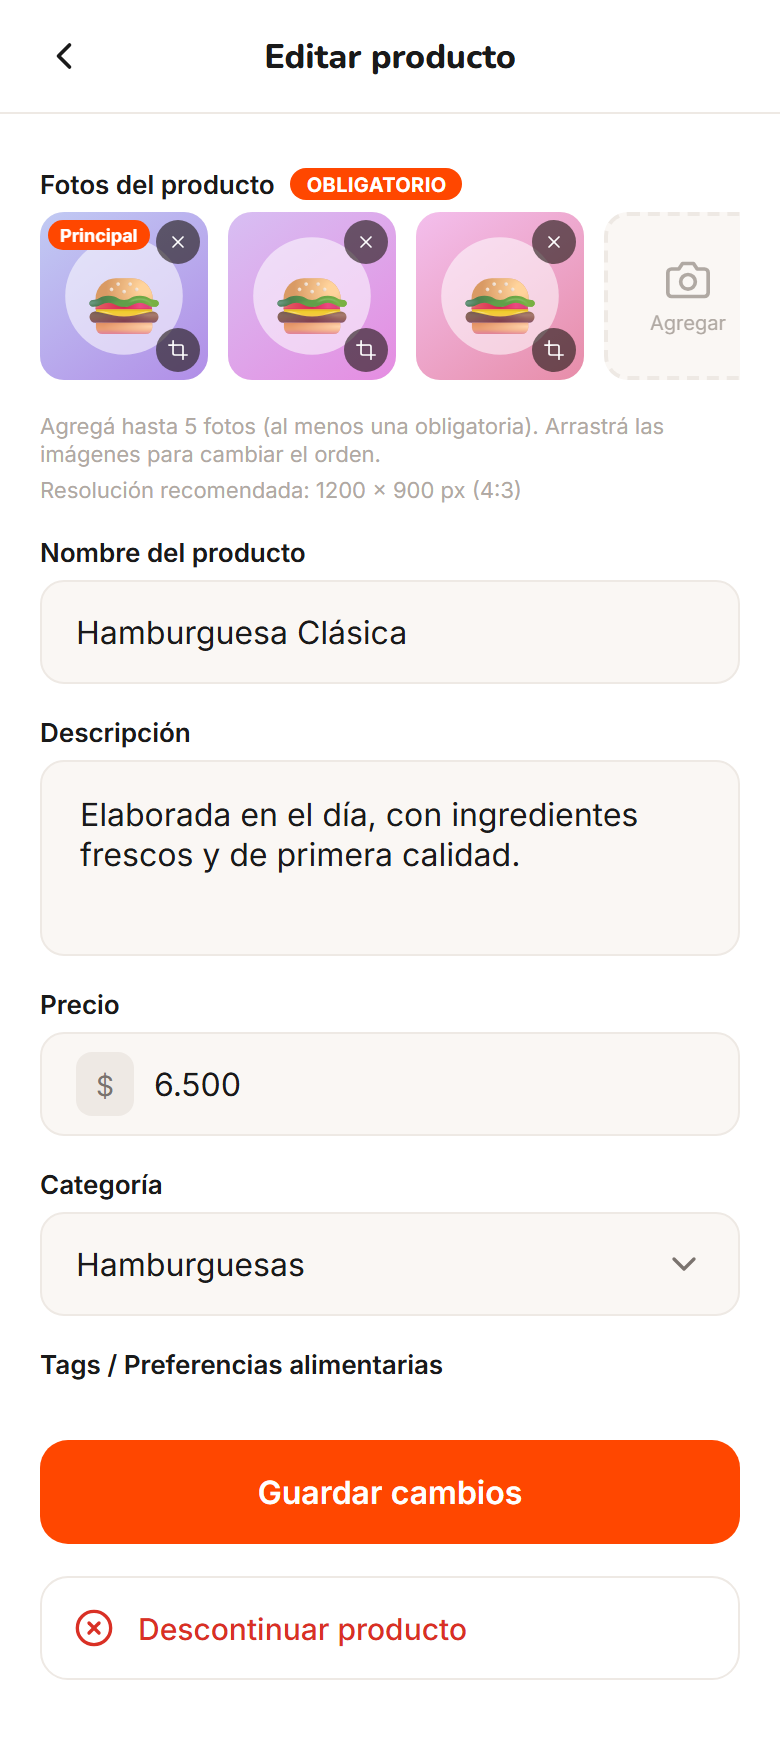 Editar producto
Fotos del producto OBLIGATORIO
Principal
Agregar
Agregá hasta 5 fotos (al menos una obligatoria). Arrastrá las
imágenes para cambiar el orden.
Resolución recomendada: 1200 × 900 px (4:3)
Nombre del producto
Hamburguesa Clásica
Descripción
Elaborada en el día, con ingredientes
frescos y de primera calidad.
Precio
$ 6.500
Categoría
Hamburguesas
Tags / Preferencias alimentarias
Guardar cambios
Descontinuar producto